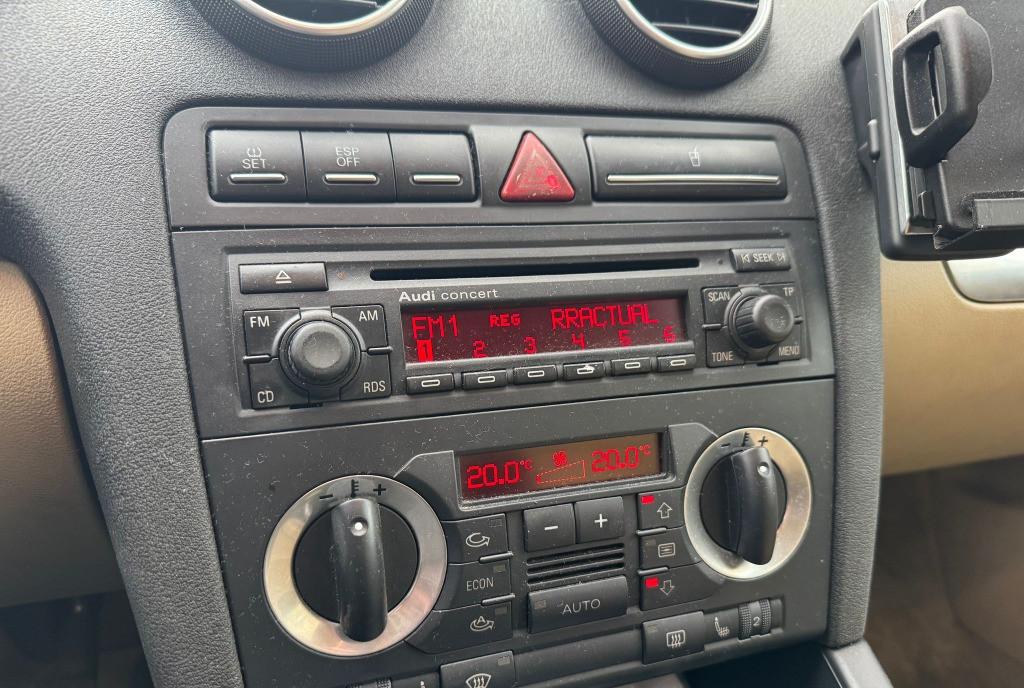 SET
ESP
OFF
SEEK
Audi concert
FM
AM
CD
RDS
FM1 REG RRACTUAL
1 2 3 4 5 6
SCAN
TP
TONE
MENU
20.0°C
20.0°C
- +
- +
- +
ECON
AUTO
A
2